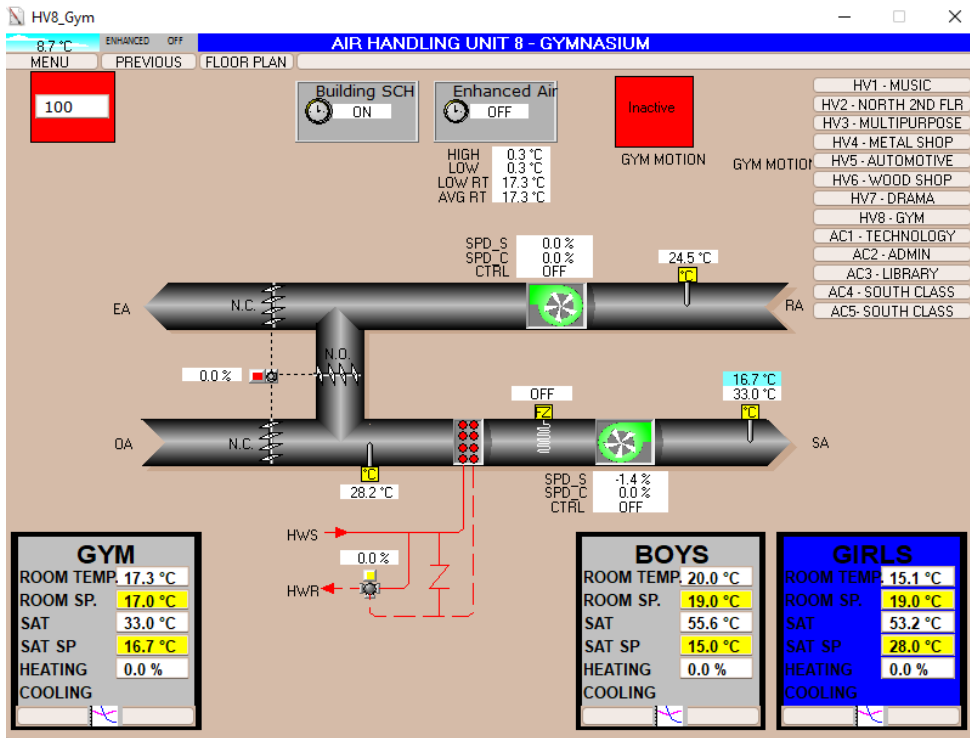 HV8_Gym
8.7 °C ENHANCED OFF AIR HANDLING UNIT 8 - GYMNASIUM
MENU PREVIOUS FLOOR PLAN
100
Building SCH
ON
Enhanced Air
OFF
HIGH 0.3 °C
LOW 0.3 °C
LOW RT 17.3 °C
AVG RT 17.3 °C
Inactive
GYM MOTION
GYM MOTION
HV1 - MUSIC
HV2 - NORTH 2ND FLR
HV3 - MULTIPURPOSE
HV4 - METAL SHOP
HV5 - AUTOMOTIVE
HV6 - WOOD SHOP
HV7 - DRAMA
HV8 - GYM
AC1 - TECHNOLOGY
AC2 - ADMIN
AC3 - LIBRARY
AC4 - SOUTH CLASS
AC5- SOUTH CLASS
SPD_S 0.0 %
SPD_C 0.0 %
CTRL OFF
24.5 °C
°C
EA N.C. RA
N.O.
0.0 %
OFF
FZ
16.7 °C
33.0 °C
°C
OA N.C. SA
°C
28.2 °C
SPD_S -1.4 %
SPD_C 0.0 %
CTRL OFF
HWS
0.0 %
HWR
GYM
ROOM TEMP. 17.3 °C
ROOM SP. 17.0 °C
SAT 33.0 °C
SAT SP 16.7 °C
HEATING 0.0 %
COOLING
BOYS
ROOM TEMP. 20.0 °C
ROOM SP. 19.0 °C
SAT 55.6 °C
SAT SP 15.0 °C
HEATING 0.0 %
COOLING
GIRLS
ROOM TEMP. 15.1 °C
ROOM SP. 19.0 °C
SAT 53.2 °C
SAT SP 28.0 °C
HEATING 0.0 %
COOLING